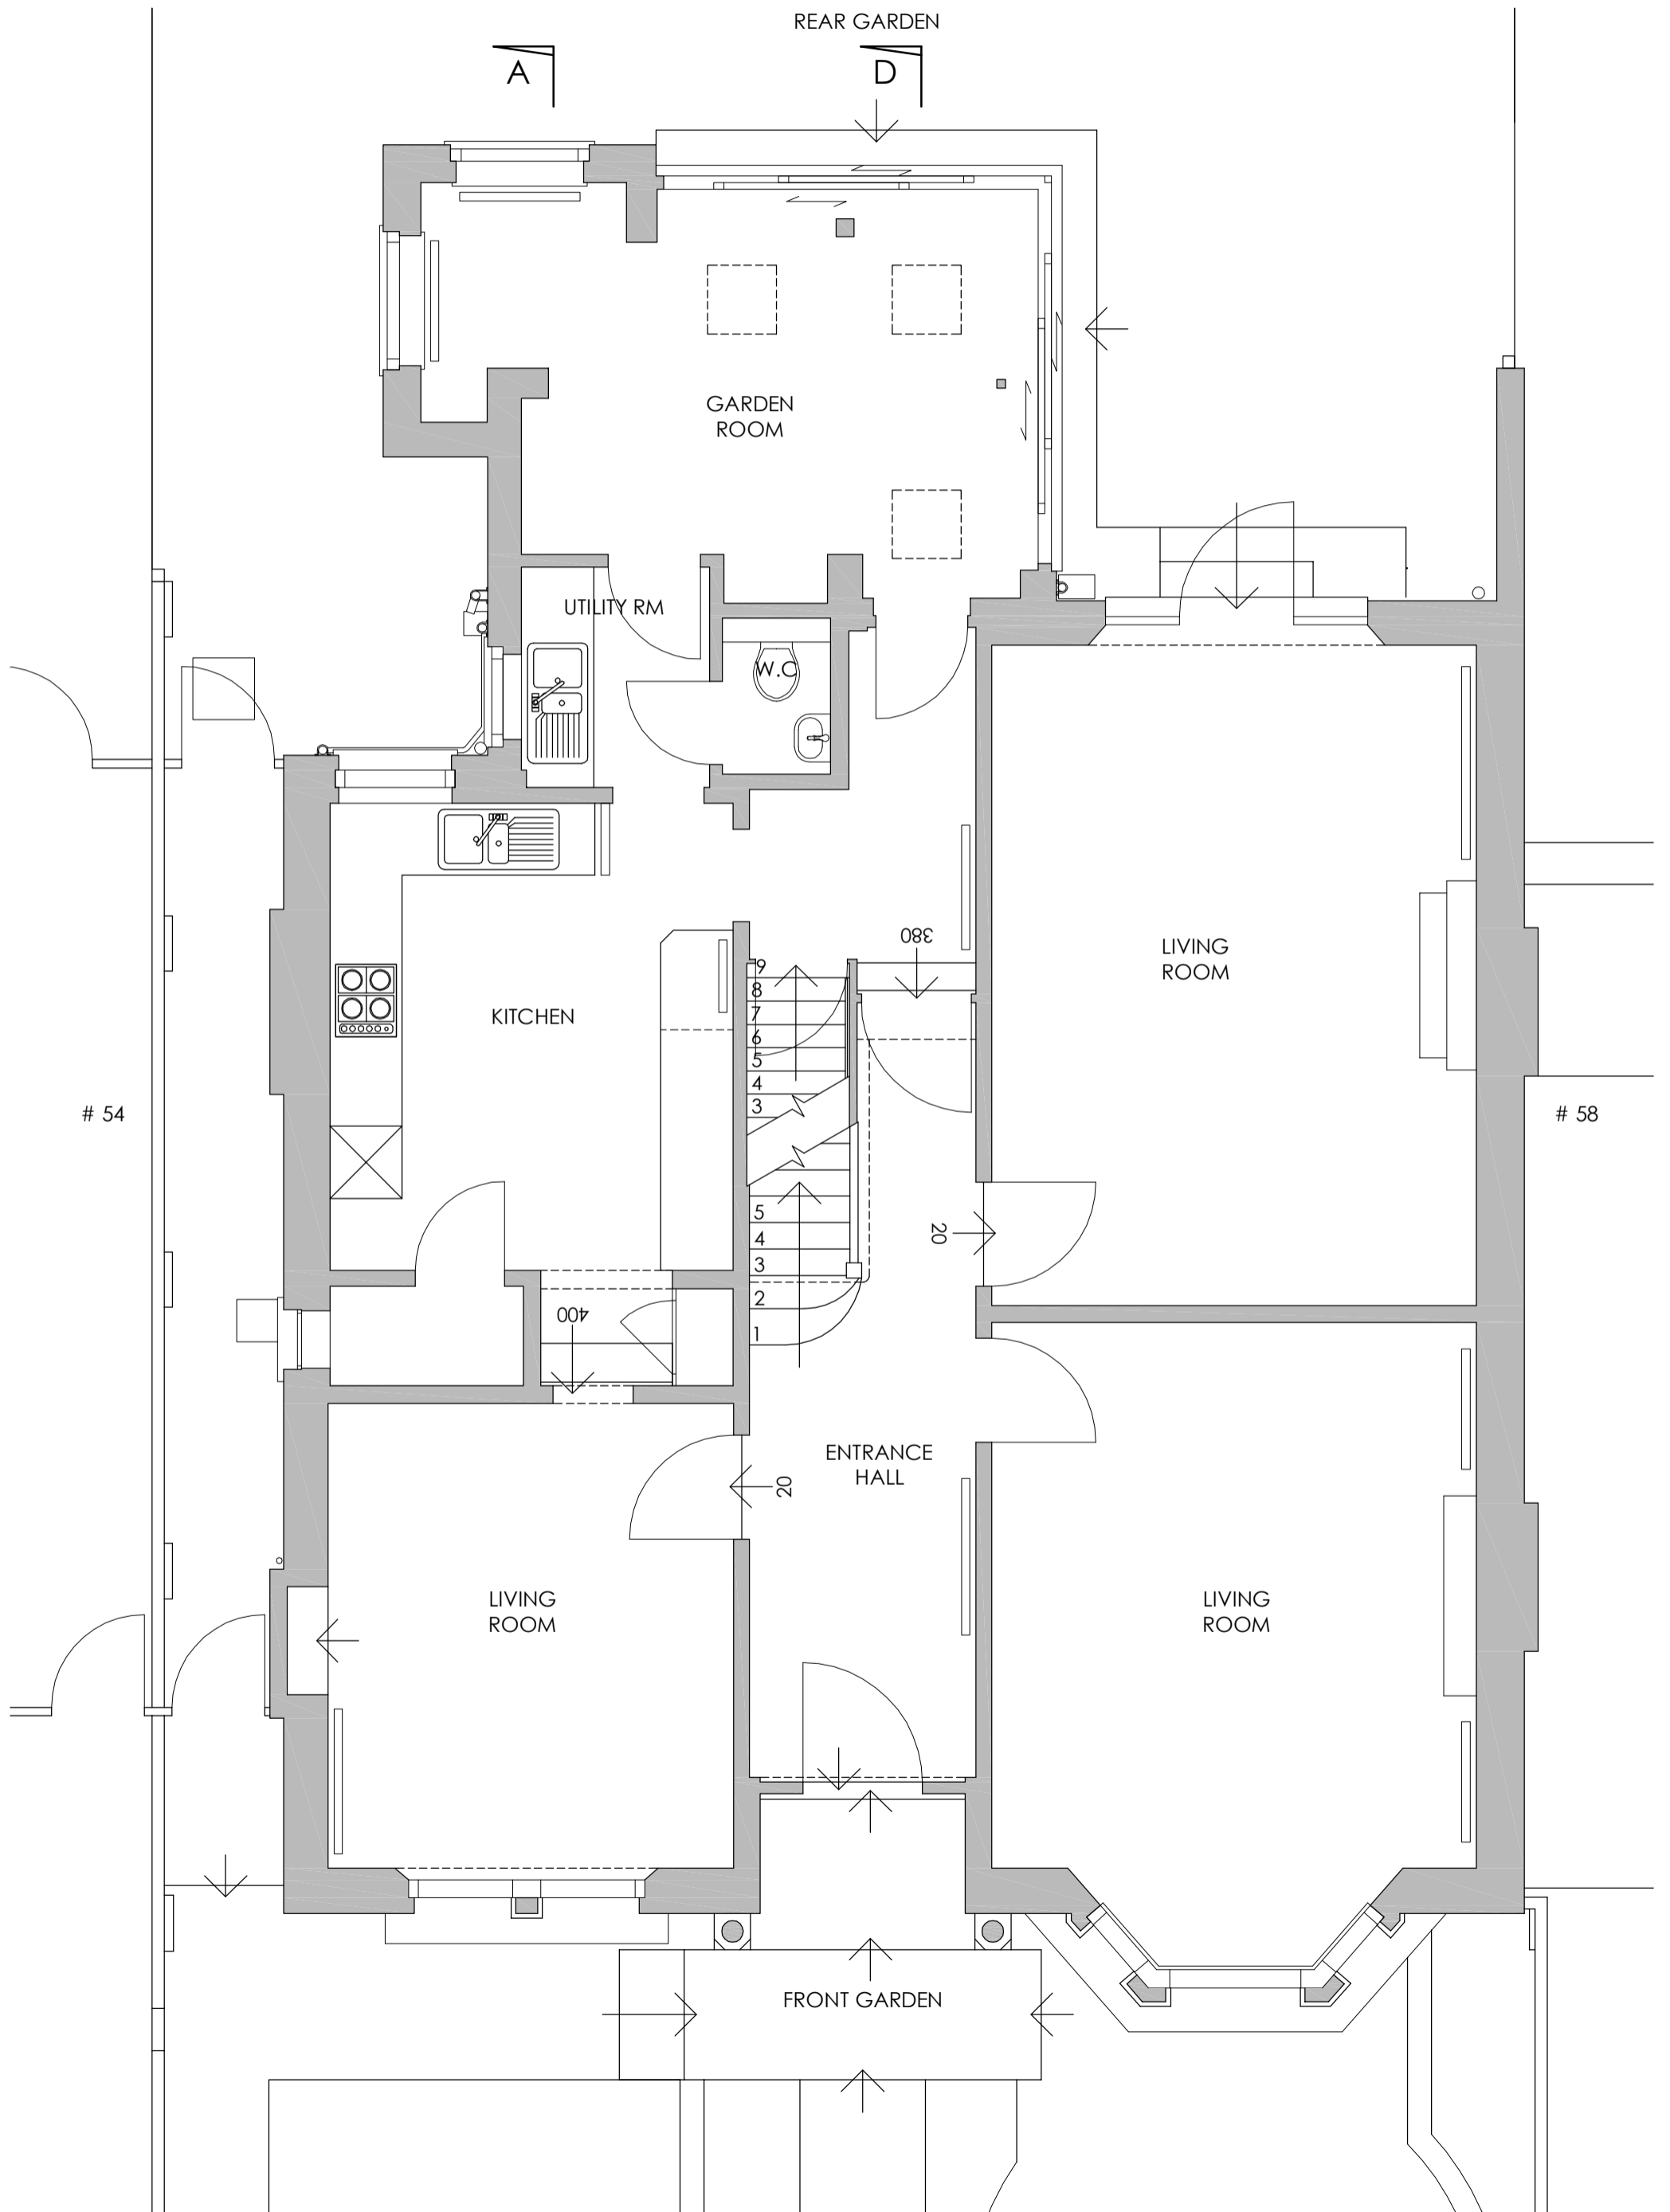 REAR GARDEN
A
D
GARDEN
ROOM
UTILITY RM
W.C
380
LIVING
ROOM
9
8
7
6
5
4
3
KITCHEN
# 54
# 58
5
4
3
2
1
20
400
ENTRANCE
HALL
20
LIVING
ROOM
LIVING
ROOM
FRONT GARDEN